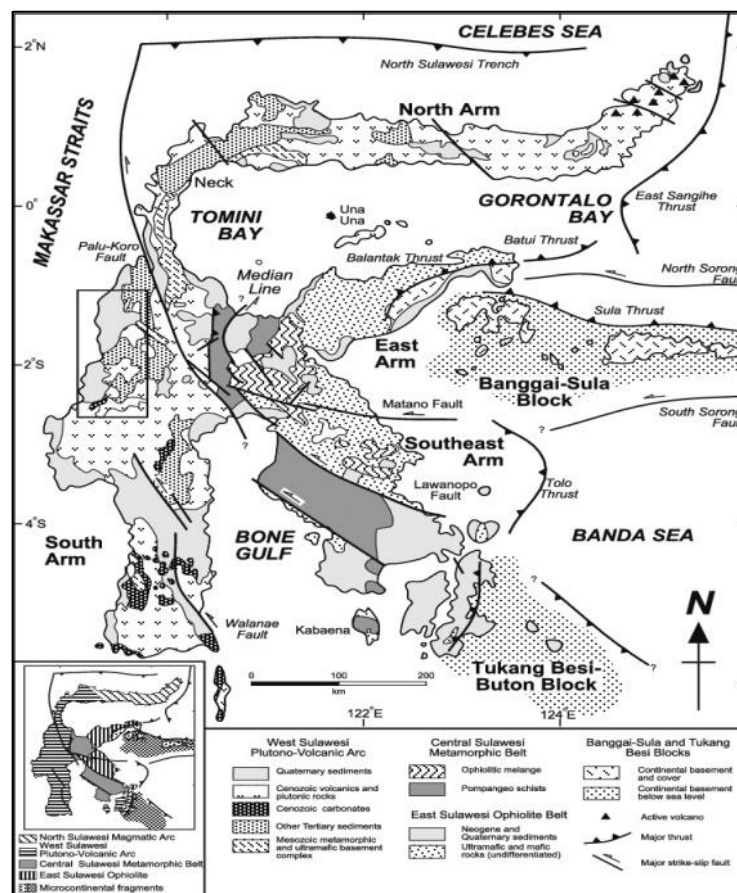 CELEBES SEA
2°N
North Sulawesi Trench
North Arm
MAKASSAR STRAITS
Neck
TOMINI BAY
Una Una
GORONTALO BAY
East Sangihe Thrust
0°
Palu-Koro Fault
Median Line
Balantak Thrust
Batui Thrust
North Sorong Fault
?
Sula Thrust
East Arm
2°S
Banggai-Sula Block
Matano Fault
South Sorong Fault
?
?
Southeast Arm
Lawanopo Fault
Tolo Thrust
4°S
South Arm
BONE GULF
BANDA SEA
?
N
Walanae Fault
Kabaena
?
Tukang Besi-Buton Block
0 100 200
km
122°E
124°E
West Sulawesi Plutono-Volcanic Arc
Quaternary sediments
Cenozoic volcanics and plutonic rocks
Cenozoic carbonates
Other Tertiary sediments
Mesozoic metamorphic and ultramafic basement complex
Central Sulawesi Metamorphic Belt
Ophiolitic melange
Pompangeo schists
East Sulawesi Ophiolite Belt
Neogene and Quaternary sediments
Ultramafic and mafic rocks (undifferentiated)
Banggai-Sula and Tukang Besi Blocks
Continental basement and cover
Continental basement below sea level
Active volcano
Major thrust
Major strike-slip fault
North Sulawesi Magmatic Arc
West Sulawesi
Plutono-Volcanic Arc
Central Sulawesi Metamorphic Belt
East Sulawesi Ophiolite
Microcontinental fragments